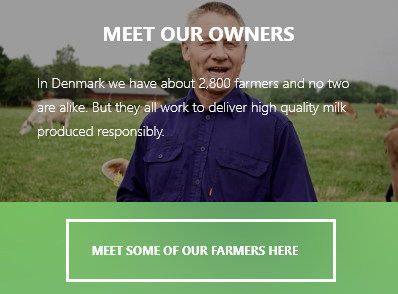 MEET OUR OWNERS
In Denmark we have about 2,800 farmers and no two
are alike. But they all work to deliver high quality milk
produced responsibly.
MEET SOME OF OUR FARMERS HERE